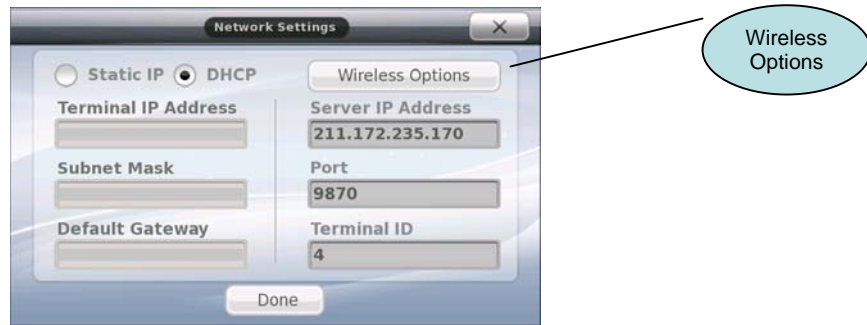 Network Settings
Static IP
DHCP
Wireless Options
Terminal IP Address
Server IP Address
211.172.235.170
Subnet Mask
Port
9870
Default Gateway
Terminal ID
4
Done
Wireless
Options